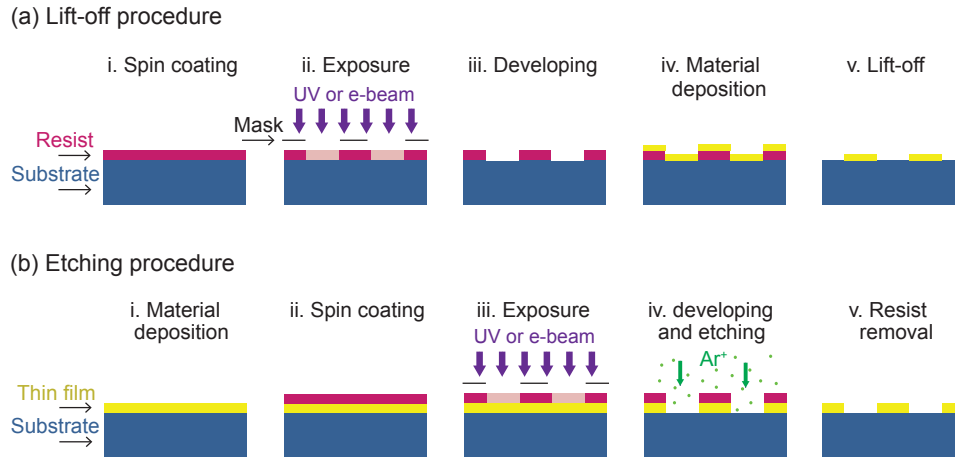 (a) Lift-off procedure
i. Spin coating
ii. Exposure
iii. Developing
iv. Material
deposition
v. Lift-off
UV or e-beam
Mask
Resist
Substrate
(b) Etching procedure
i. Material
deposition
ii. Spin coating
iii. Exposure
iv. developing
and etching
v. Resist
removal
UV or e-beam
Ar⁺
Thin film
Substrate